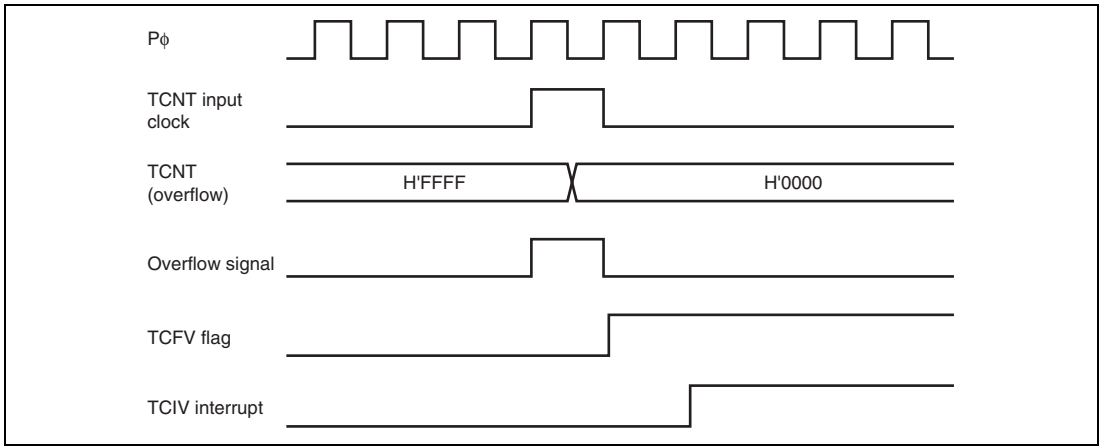 Pϕ
TCNT input
clock
TCNT
(overflow)
H'FFFF
H'0000
Overflow signal
TCFV flag
TCIV interrupt